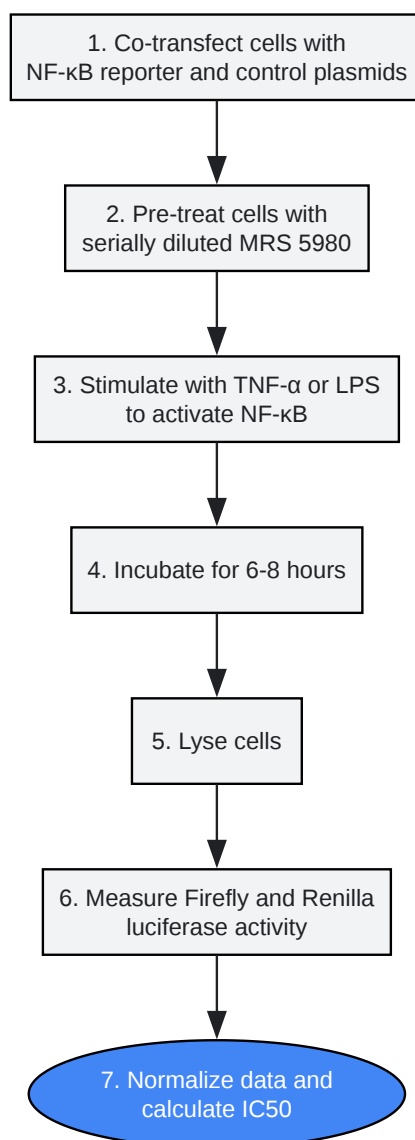 1. Co-transfect cells with
NF-κB reporter and control plasmids
2. Pre-treat cells with
serially diluted MRS 5980
3. Stimulate with TNF-α or LPS
to activate NF-κB
4. Incubate for 6-8 hours
5. Lyse cells
6. Measure Firefly and Renilla
luciferase activity
7. Normalize data and
calculate IC50